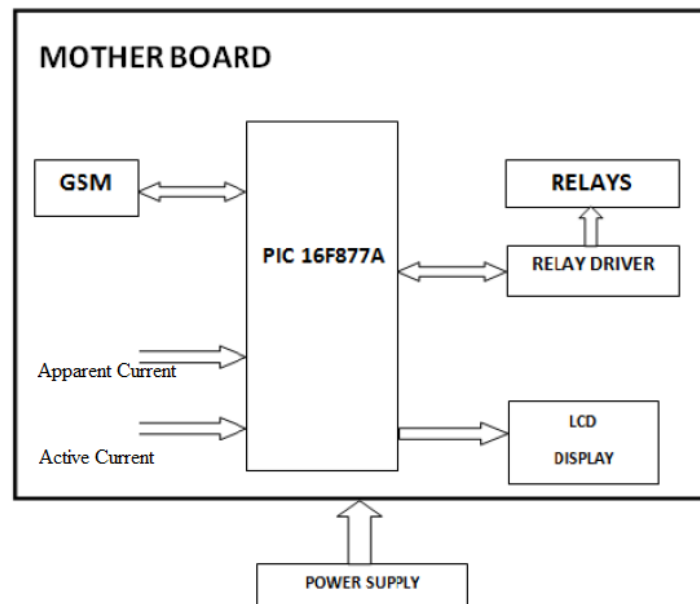 MOTHER BOARD
GSM
PIC 16F877A
RELAYS
RELAY DRIVER
Apparent Current
Active Current
LCD
DISPLAY
POWER SUPPLY